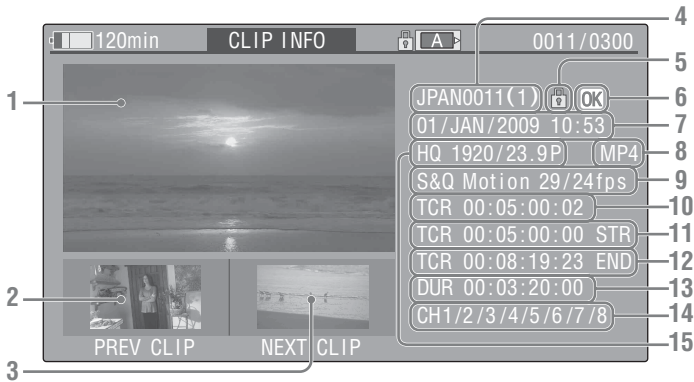 120min CLIP INFO A 0011/0300
JPAN0011(1) OK
01/JAN/2009 10:53
HQ 1920/23.9P MP4
S&Q Motion 29/24fps
TCR 00:05:00:02
TCR 00:05:00:00 STR
TCR 00:08:19:23 END
DUR 00:03:20:00
CH1/2/3/4/5/6/7/8
PREV CLIP NEXT CLIP
1
2
3
4
5
6
7
8
9
10
11
12
13
14
15